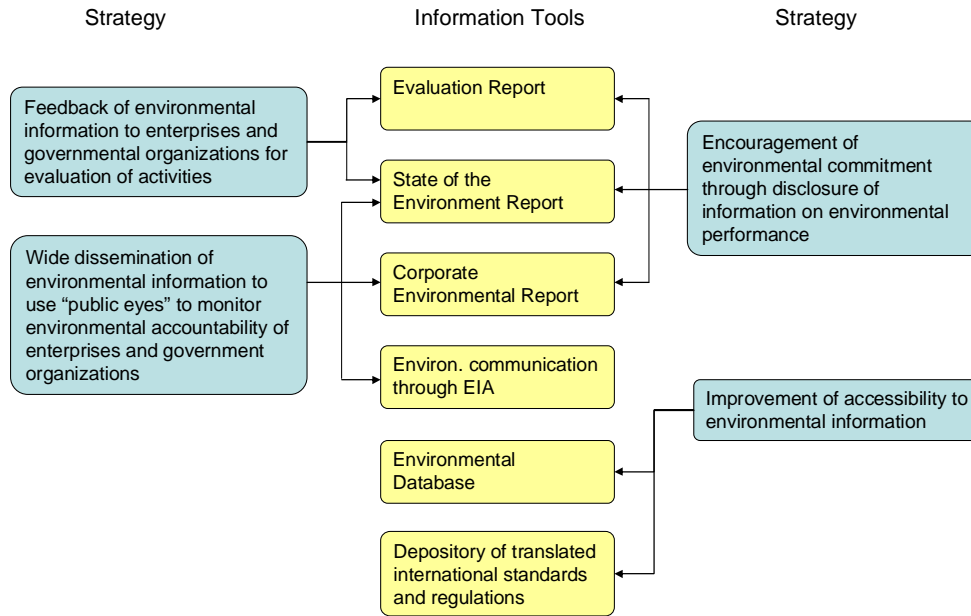 Strategy
Information Tools
Strategy
Feedback of environmental
information to enterprises and
governmental organizations for
evaluation of activities
Wide dissemination of
environmental information to
use “public eyes” to monitor
environmental accountability of
enterprises and government
organizations
Evaluation Report
State of the
Environment Report
Corporate
Environmental Report
Environ. communication
through EIA
Environmental
Database
Depository of translated
international standards
and regulations
Encouragement of
environmental commitment
through disclosure of
information on environmental
performance
Improvement of accessibility to
environmental information